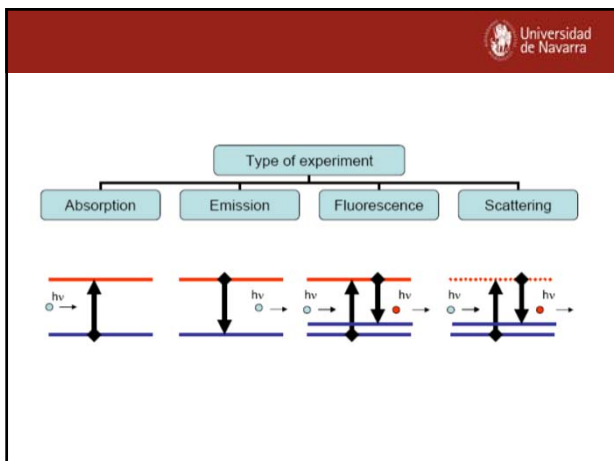 Universidad
de Navarra
Type of experiment
Absorption Emission Fluorescence Scattering
hν hν hν hν hν hν